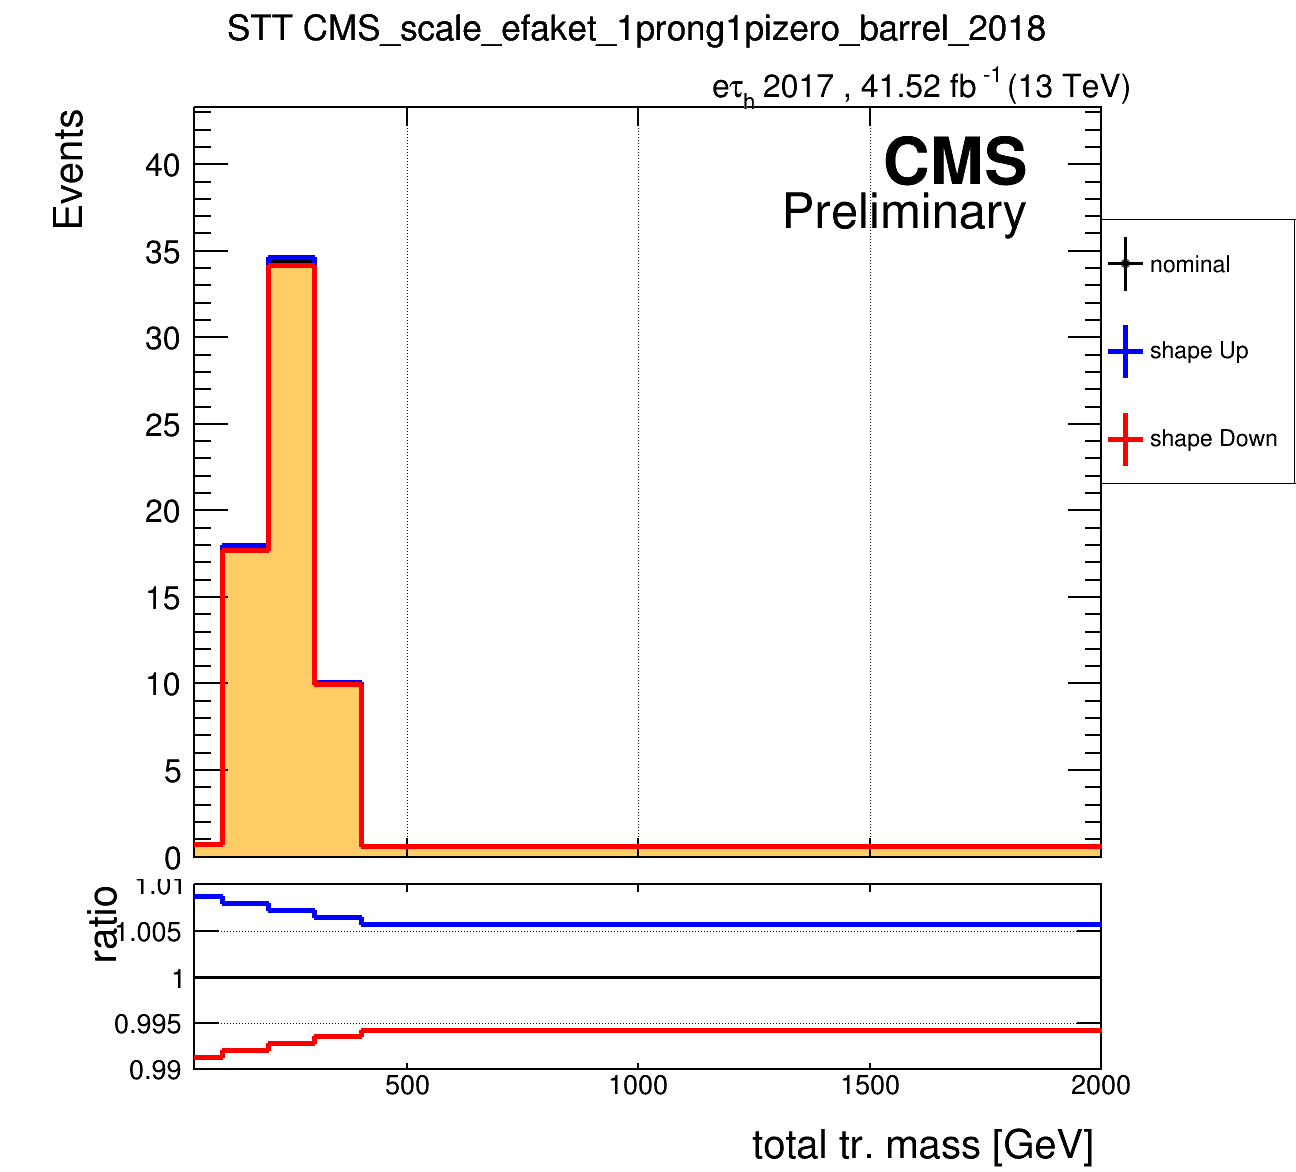 STT CMS_scale_efaket_1prong1pizero_barrel_2018
eτh 2017 , 41.52 fb -1 (13 TeV)
Events
CMS
Preliminary
40
35
30
25
20
15
10
5
0
nominal
shape Up
shape Down
ratio
1.01
1.005
1
0.995
0.99
500
1000
1500
2000
total tr. mass [GeV]